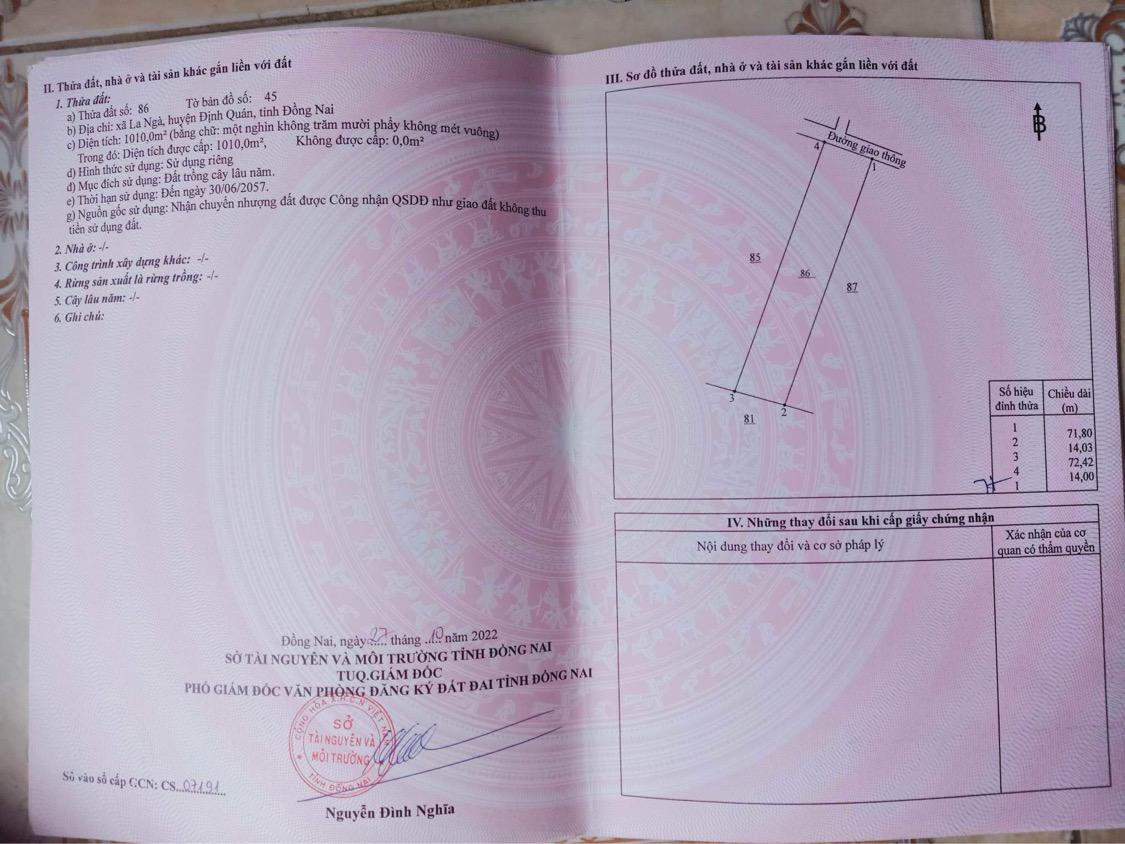 II. Thửa đất, nhà ở và tài sản khác gắn liền với đất
1. Thửa đất:
a) Thửa đất số: 86 Tờ bản đồ số: 45
b) Địa chỉ: xã La Ngà, huyện Định Quán, tỉnh Đồng Nai
c) Diện tích: 1010,0m² (bằng chữ: một nghìn không trăm mười phẩy không mét vuông)
Trong đó: Diện tích được cấp: 1010,0m², Không được cấp: 0,0m²
d) Hình thức sử dụng: Sử dụng riêng
đ) Mục đích sử dụng: Đất trồng cây lâu năm.
e) Thời hạn sử dụng: Đến ngày 30/06/2057.
g) Nguồn gốc sử dụng: Nhận chuyển nhượng đất được Công nhận QSDĐ như giao đất không thu
tiền sử dụng đất.
2. Nhà ở: -/-
3. Công trình xây dựng khác: -/-
4. Rừng sản xuất là rừng trồng: -/-
5. Cây lâu năm: -/-
6. Ghi chú:
Đồng Nai, ngày 27 tháng 10 năm 2022
SỞ TÀI NGUYÊN VÀ MÔI TRƯỜNG TỈNH ĐỒNG NAI
TUQ.GIÁM ĐỐC
PHÓ GIÁM ĐỐC VĂN PHÒNG ĐĂNG KÝ ĐẤT ĐAI TỈNH ĐỒNG NAI
CỘNG HÒA X.H.C.N VIỆT NAM
SỞ
TÀI NGUYÊN VÀ
MÔI TRƯỜNG
TỈNH ĐỒNG NAI
Số vào sổ cấp GCN: CS 07191
Nguyễn Đình Nghĩa
III. Sơ đồ thửa đất, nhà ở và tài sản khác gắn liền với đất
B
Đường giao thông
4
1
85
86
87
3
2
81
Số hiệu đỉnh thửa Chiều dài (m)
1
71,80
2
14,03
3
72,42
4
14,00
1
IV. Những thay đổi sau khi cấp giấy chứng nhận
Nội dung thay đổi và cơ sở pháp lý
Xác nhận của cơ
quan có thẩm quyền